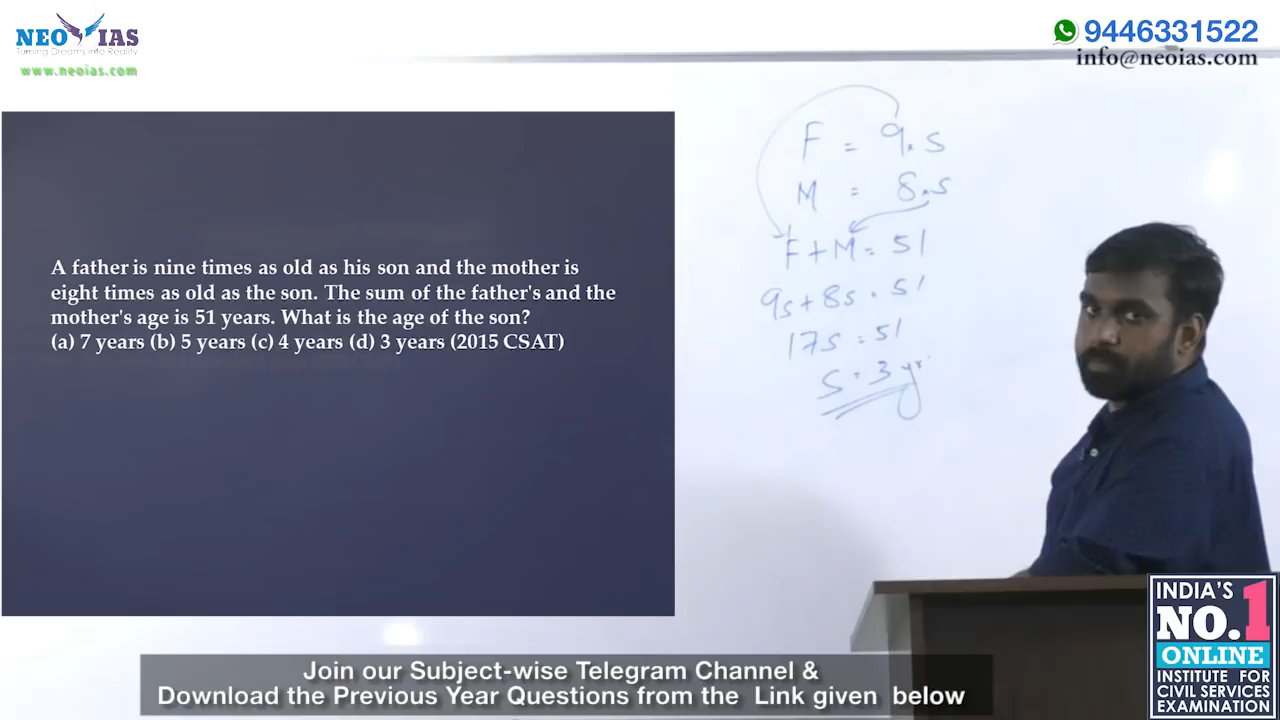 NEO IAS
Turning Dreams into Reality
www.neoias.com
9446331522
info@neoias.com
A father is nine times as old as his son and the mother is
eight times as old as the son. The sum of the father's and the
mother's age is 51 years. What is the age of the son?
(a) 7 years (b) 5 years (c) 4 years (d) 3 years (2015 CSAT)
F = 9.S
M = 8.S
F+M = 51
9s + 8s = 51
17s = 51
S = 3 yr
Join our Subject-wise Telegram Channel &
Download the Previous Year Questions from the Link given below
INDIA'S
NO.1
ONLINE
INSTITUTE FOR
CIVIL SERVICES
EXAMINATION